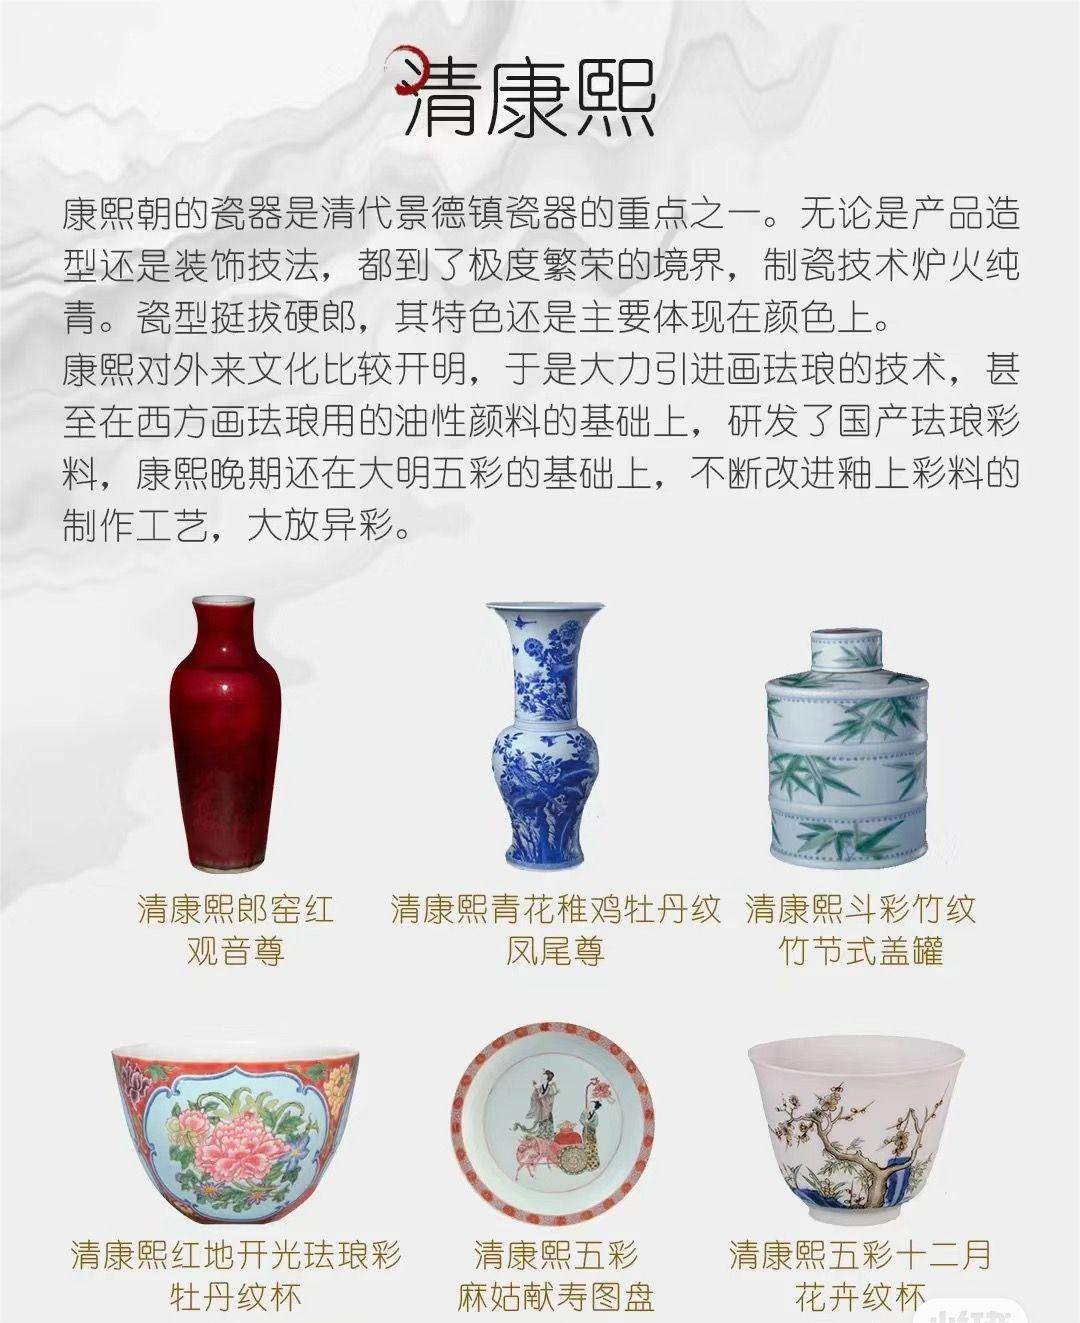 清康熙
康熙朝的瓷器是清代景德镇瓷器的重点之一。无论是产品造
型还是装饰技法，都到了极度繁荣的境界，制瓷技术炉火纯
青。瓷型挺拔硬郎，其特色还是主要体现在颜色上。
康熙对外来文化比较开明，于是大力引进画珐琅的技术，甚
至在西方画珐琅用的油性颜料的基础上，研发了国产珐琅彩
料，康熙晚期还在大明五彩的基础上，不断改进釉上彩料的
制作工艺，大放异彩。
清康熙郎窑红
观音尊
清康熙青花稚鸡牡丹纹
凤尾尊
清康熙斗彩竹纹
竹节式盖罐
清康熙红地开光珐琅彩
牡丹纹杯
清康熙五彩
麻姑献寿图盘
清康熙五彩十二月
花卉纹杯